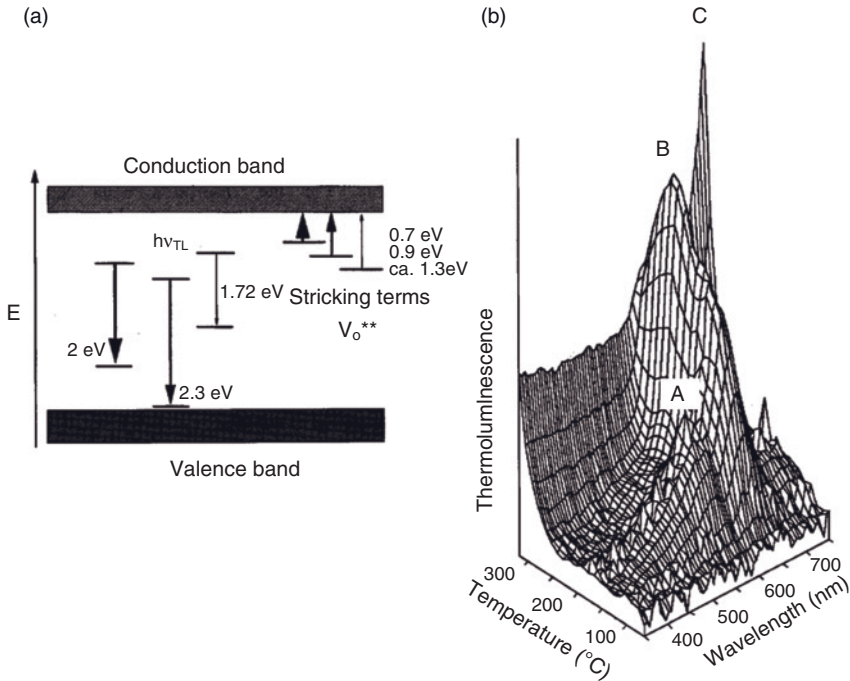 (a)
Conduction band
E
hνTL
0.7 eV
0.9 eV
ca. 1.3eV
1.72 eV
Stricking terms
Vo**
2 eV
2.3 eV
Valence band
(b)
C
B
A
Thermoluminescence
300
200
100
Temperature (°C)
400
500
600
700
Wavelength (nm)